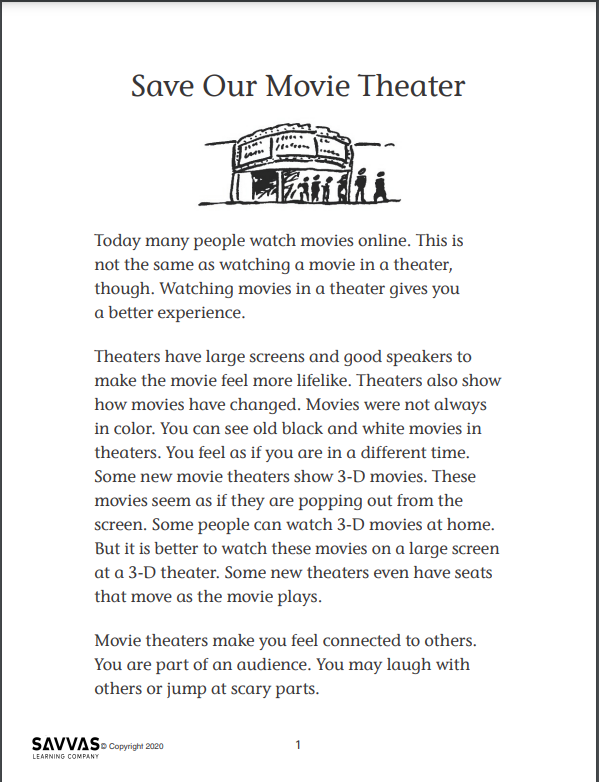 Save Our Movie Theater
Today many people watch movies online. This is
not the same as watching a movie in a theater,
though. Watching movies in a theater gives you
a better experience.
Theaters have large screens and good speakers to
make the movie feel more lifelike. Theaters also show
how movies have changed. Movies were not always
in color. You can see old black and white movies in
theaters. You feel as if you are in a different time.
Some new movie theaters show 3-D movies. These
movies seem as if they are popping out from the
screen. Some people can watch 3-D movies at home.
But it is better to watch these movies on a large screen
at a 3-D theater. Some new theaters even have seats
that move as the movie plays.
Movie theaters make you feel connected to others.
You are part of an audience. You may laugh with
others or jump at scary parts.
SAVVAS © Copyright 2020
LEARNING COMPANY
1